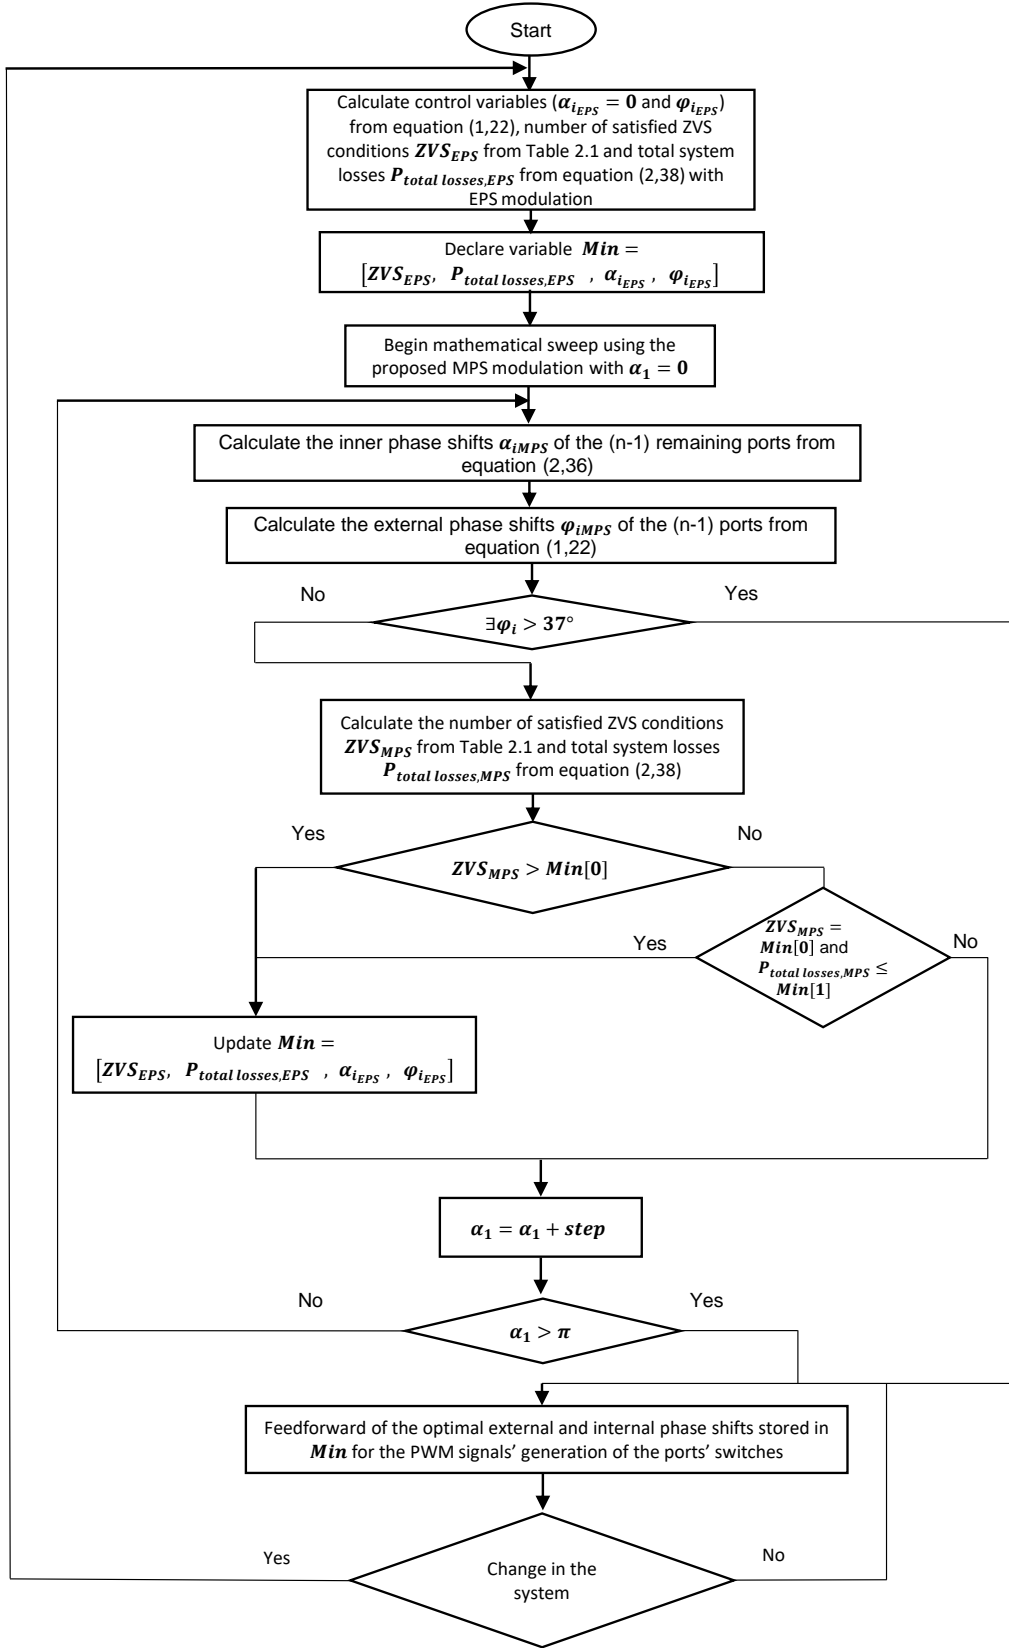 Start
Calculate control variables (α_{i_{EPS}} = 0 and φ_{i_{EPS}})
from equation (1,22), number of satisfied ZVS
conditions ZVS_{EPS} from Table 2.1 and total system
losses P_{total losses,EPS} from equation (2,38) with
EPS modulation
Declare variable Min =
[ZVS_{EPS}, P_{total losses,EPS} , α_{i_{EPS}} , φ_{i_{EPS}}]
Begin mathematical sweep using the
proposed MPS modulation with α_1 = 0
Calculate the inner phase shifts α_{iMPS} of the (n-1) remaining ports from
equation (2,36)
Calculate the external phase shifts φ_{iMPS} of the (n-1) ports from
equation (1,22)
No
Yes
∃φ_i > 37°
Calculate the number of satisfied ZVS conditions
ZVS_{MPS} from Table 2.1 and total system losses
P_{total losses,MPS} from equation (2,38)
Yes
No
ZVS_{MPS} > Min[0]
ZVS_{MPS} =
Min[0] and
P_{total losses,MPS} ≤
Min[1]
Yes
No
Update Min =
[ZVS_{EPS}, P_{total losses,EPS} , α_{i_{EPS}} , φ_{i_{EPS}}]
α_1 = α_1 + step
No
Yes
α_1 > π
Feedforward of the optimal external and internal phase shifts stored in
Min for the PWM signals' generation of the ports' switches
Yes
No
Change in the
system